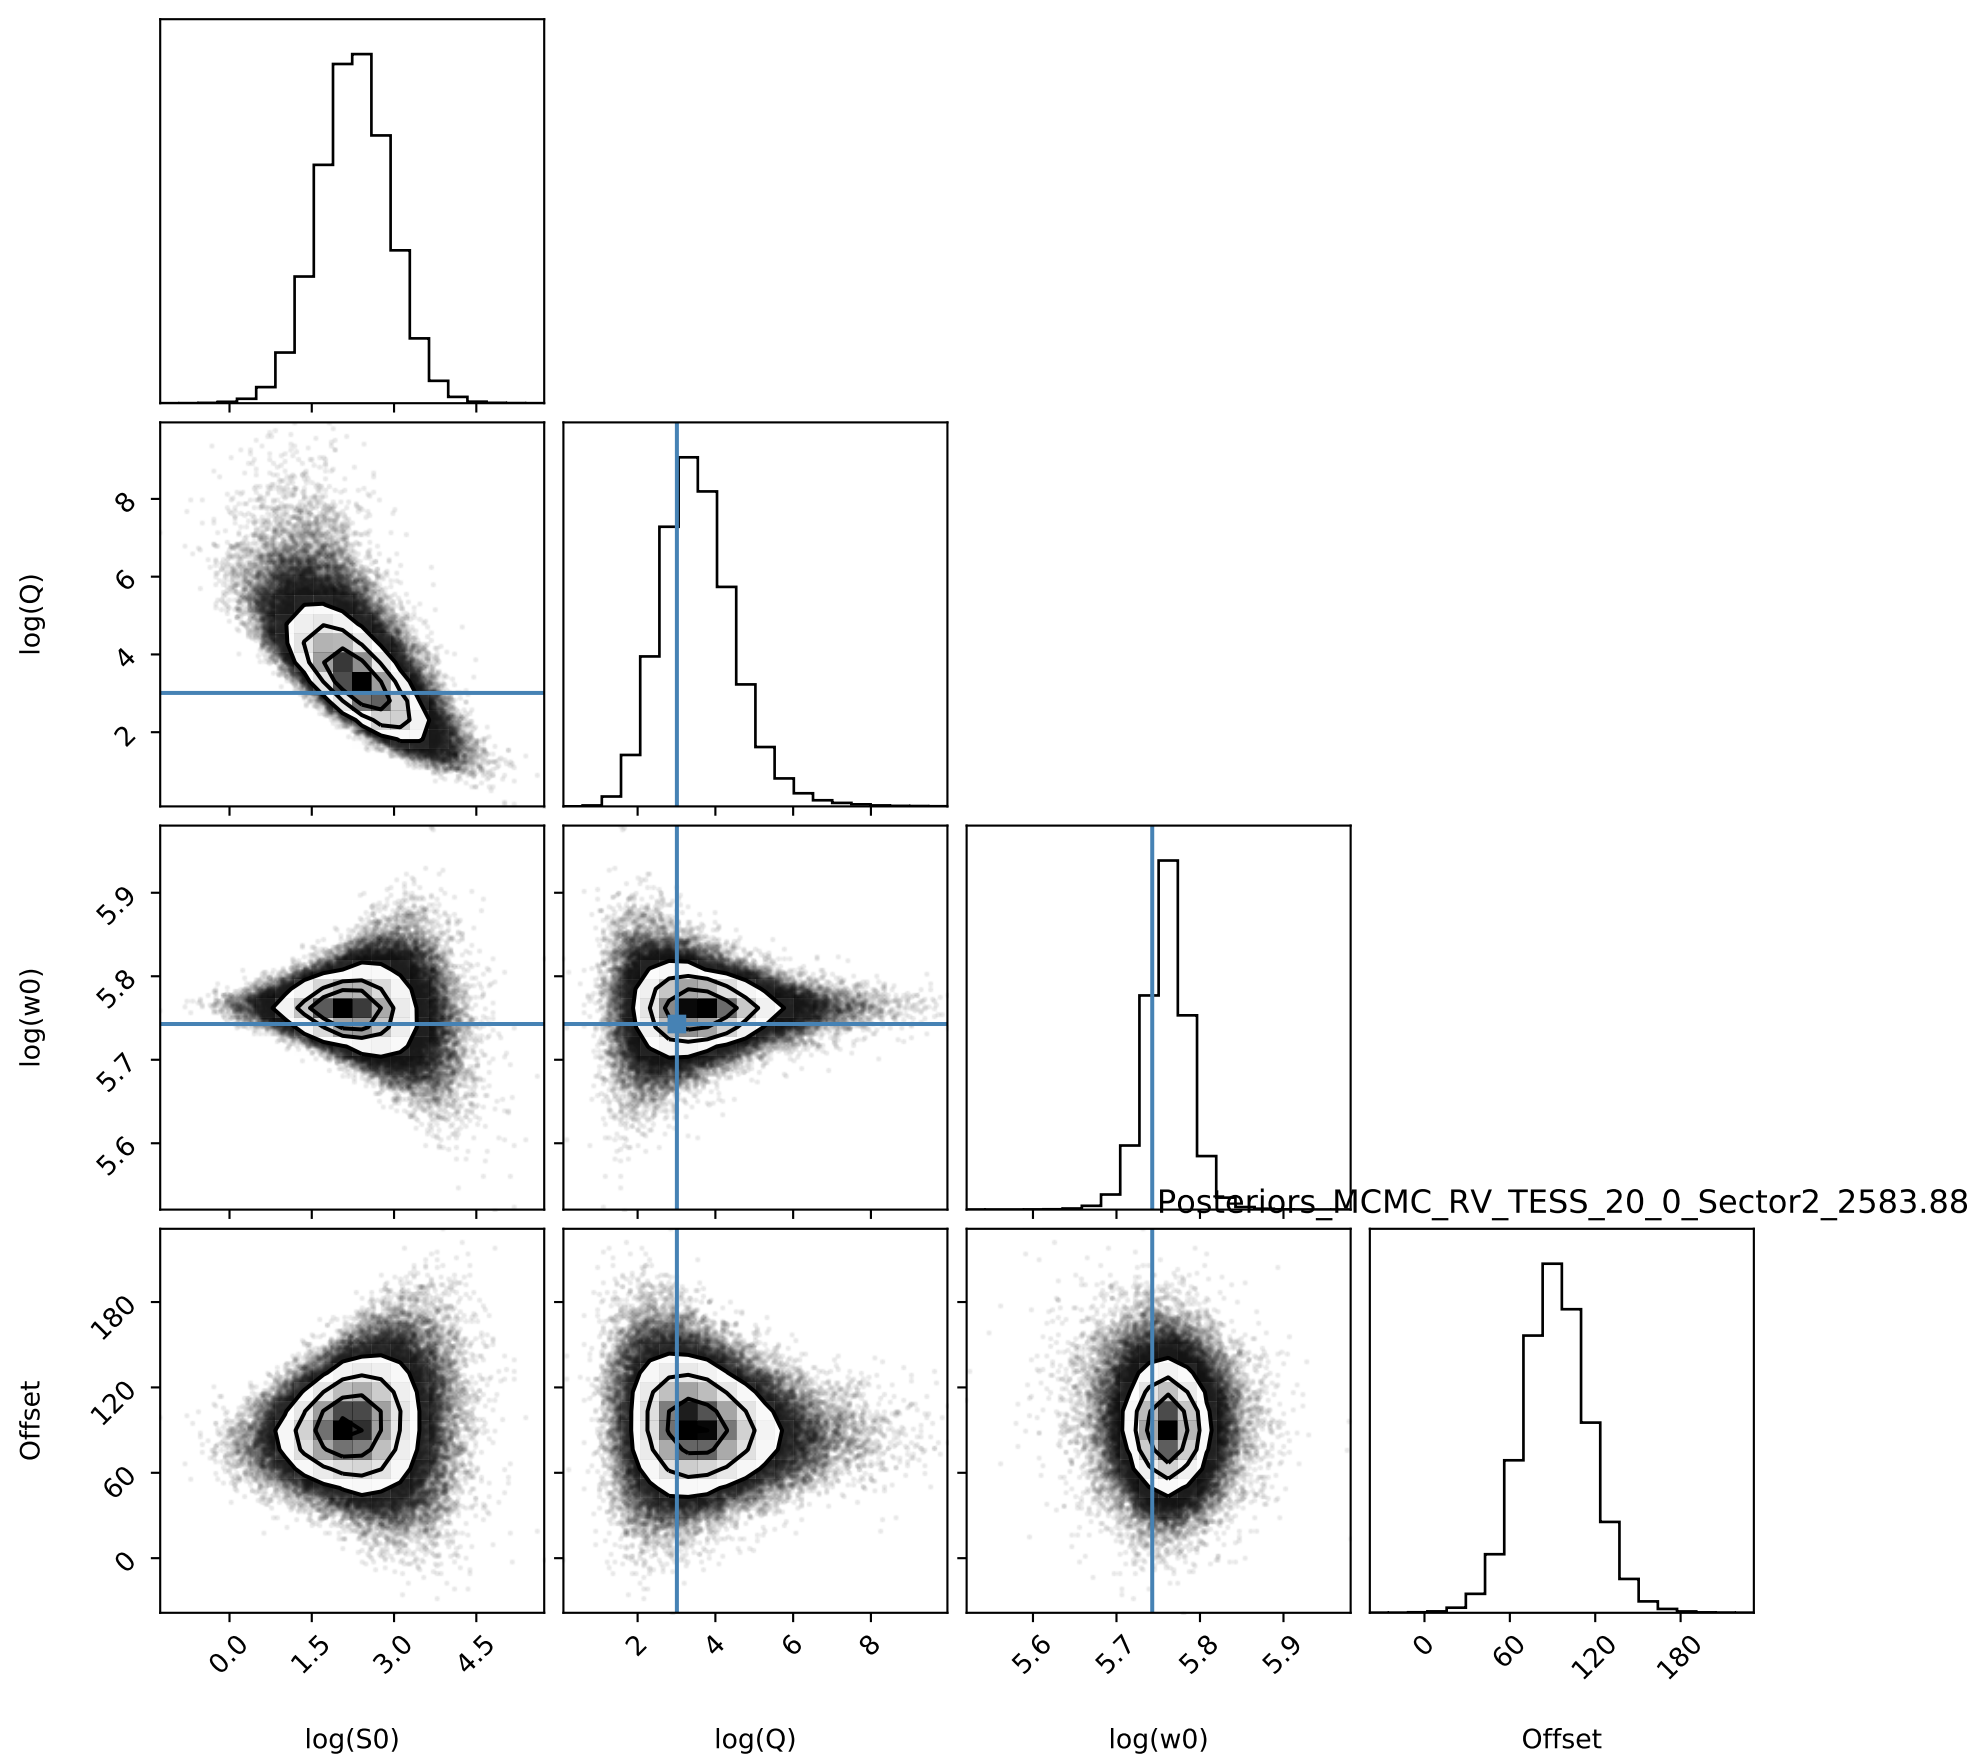 log(Q)
8
6
4
2
log(w0)
5.9
5.8
5.7
5.6
Posteriors_MCMC_RV_TESS_20_0_Sector2_2583.88
Offset
180
120
60
0
0.0 1.5 3.0 4.5 2 4 6 8 5.6 5.7 5.8 5.9 0 60 120 180
log(S0) log(Q) log(w0) Offset